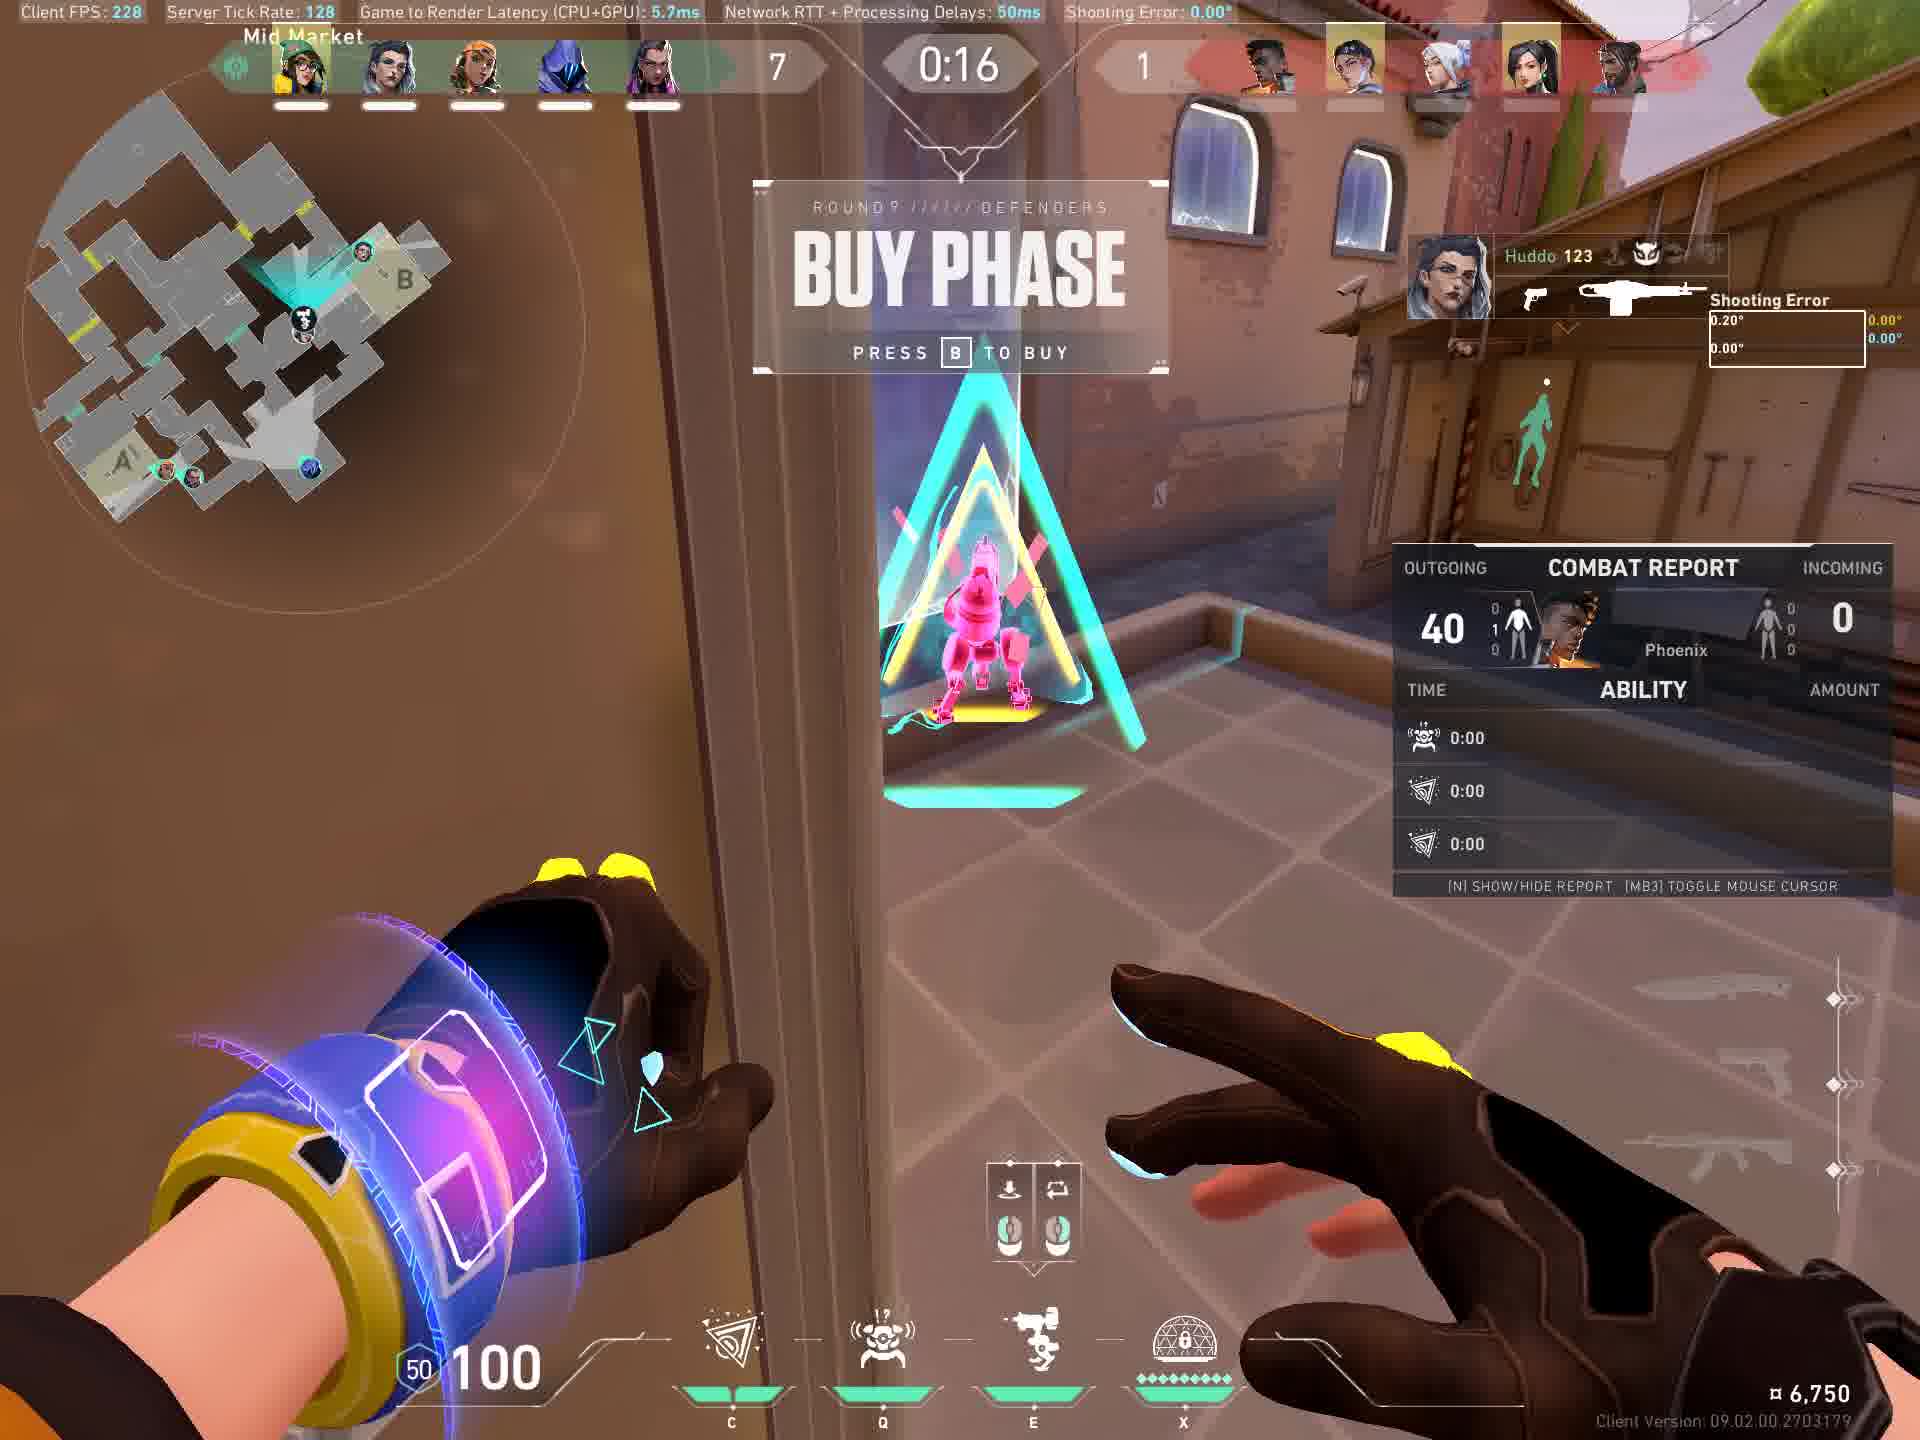 Client FPS: 228 Server Tick Rate: 128 Game to Render Latency (CPU+GPU): 5.7ms Network RTT + Processing Delays: 50ms Shooting Error: 0.00°
Mid Market
7
0:16
1
ROUND 9 ////// DEFENDERS
BUY PHASE
PRESS B TO BUY
B
A
Huddo 123
Shooting Error
0.20°
0.00°
0.00°
0.00°
OUTGOING COMBAT REPORT INCOMING
40
0
1
0
Phoenix
0
0
0
0
TIME ABILITY AMOUNT
0:00
0:00
0:00
[N] SHOW/HIDE REPORT [MB3] TOGGLE MOUSE CURSOR
50 100
C
Q
E
X
¤ 6,750
Client Version: 09.02.00.2703179